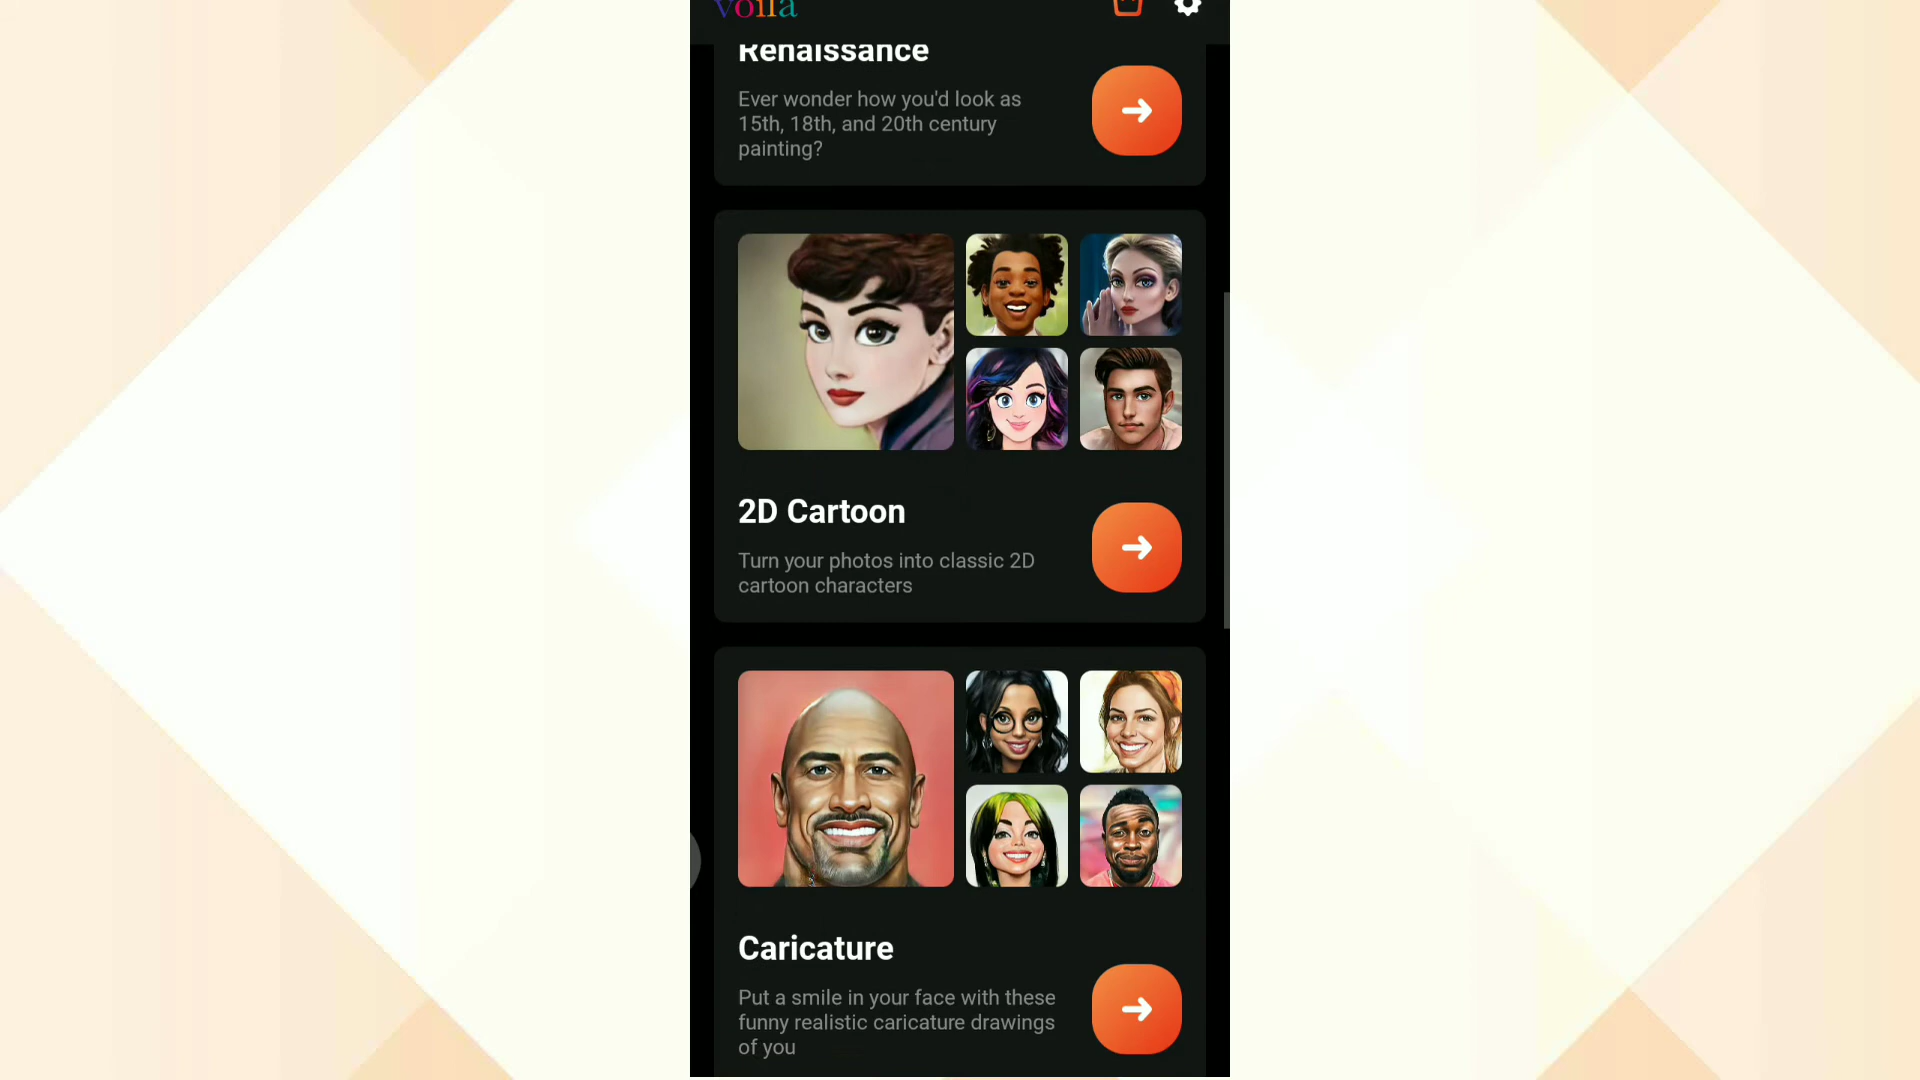 voilà
Renaissance
Ever wonder how you'd look as
15th, 18th, and 20th century
painting?
2D Cartoon
Turn your photos into classic 2D
cartoon characters
Caricature
Put a smile in your face with these
funny realistic caricature drawings
of you